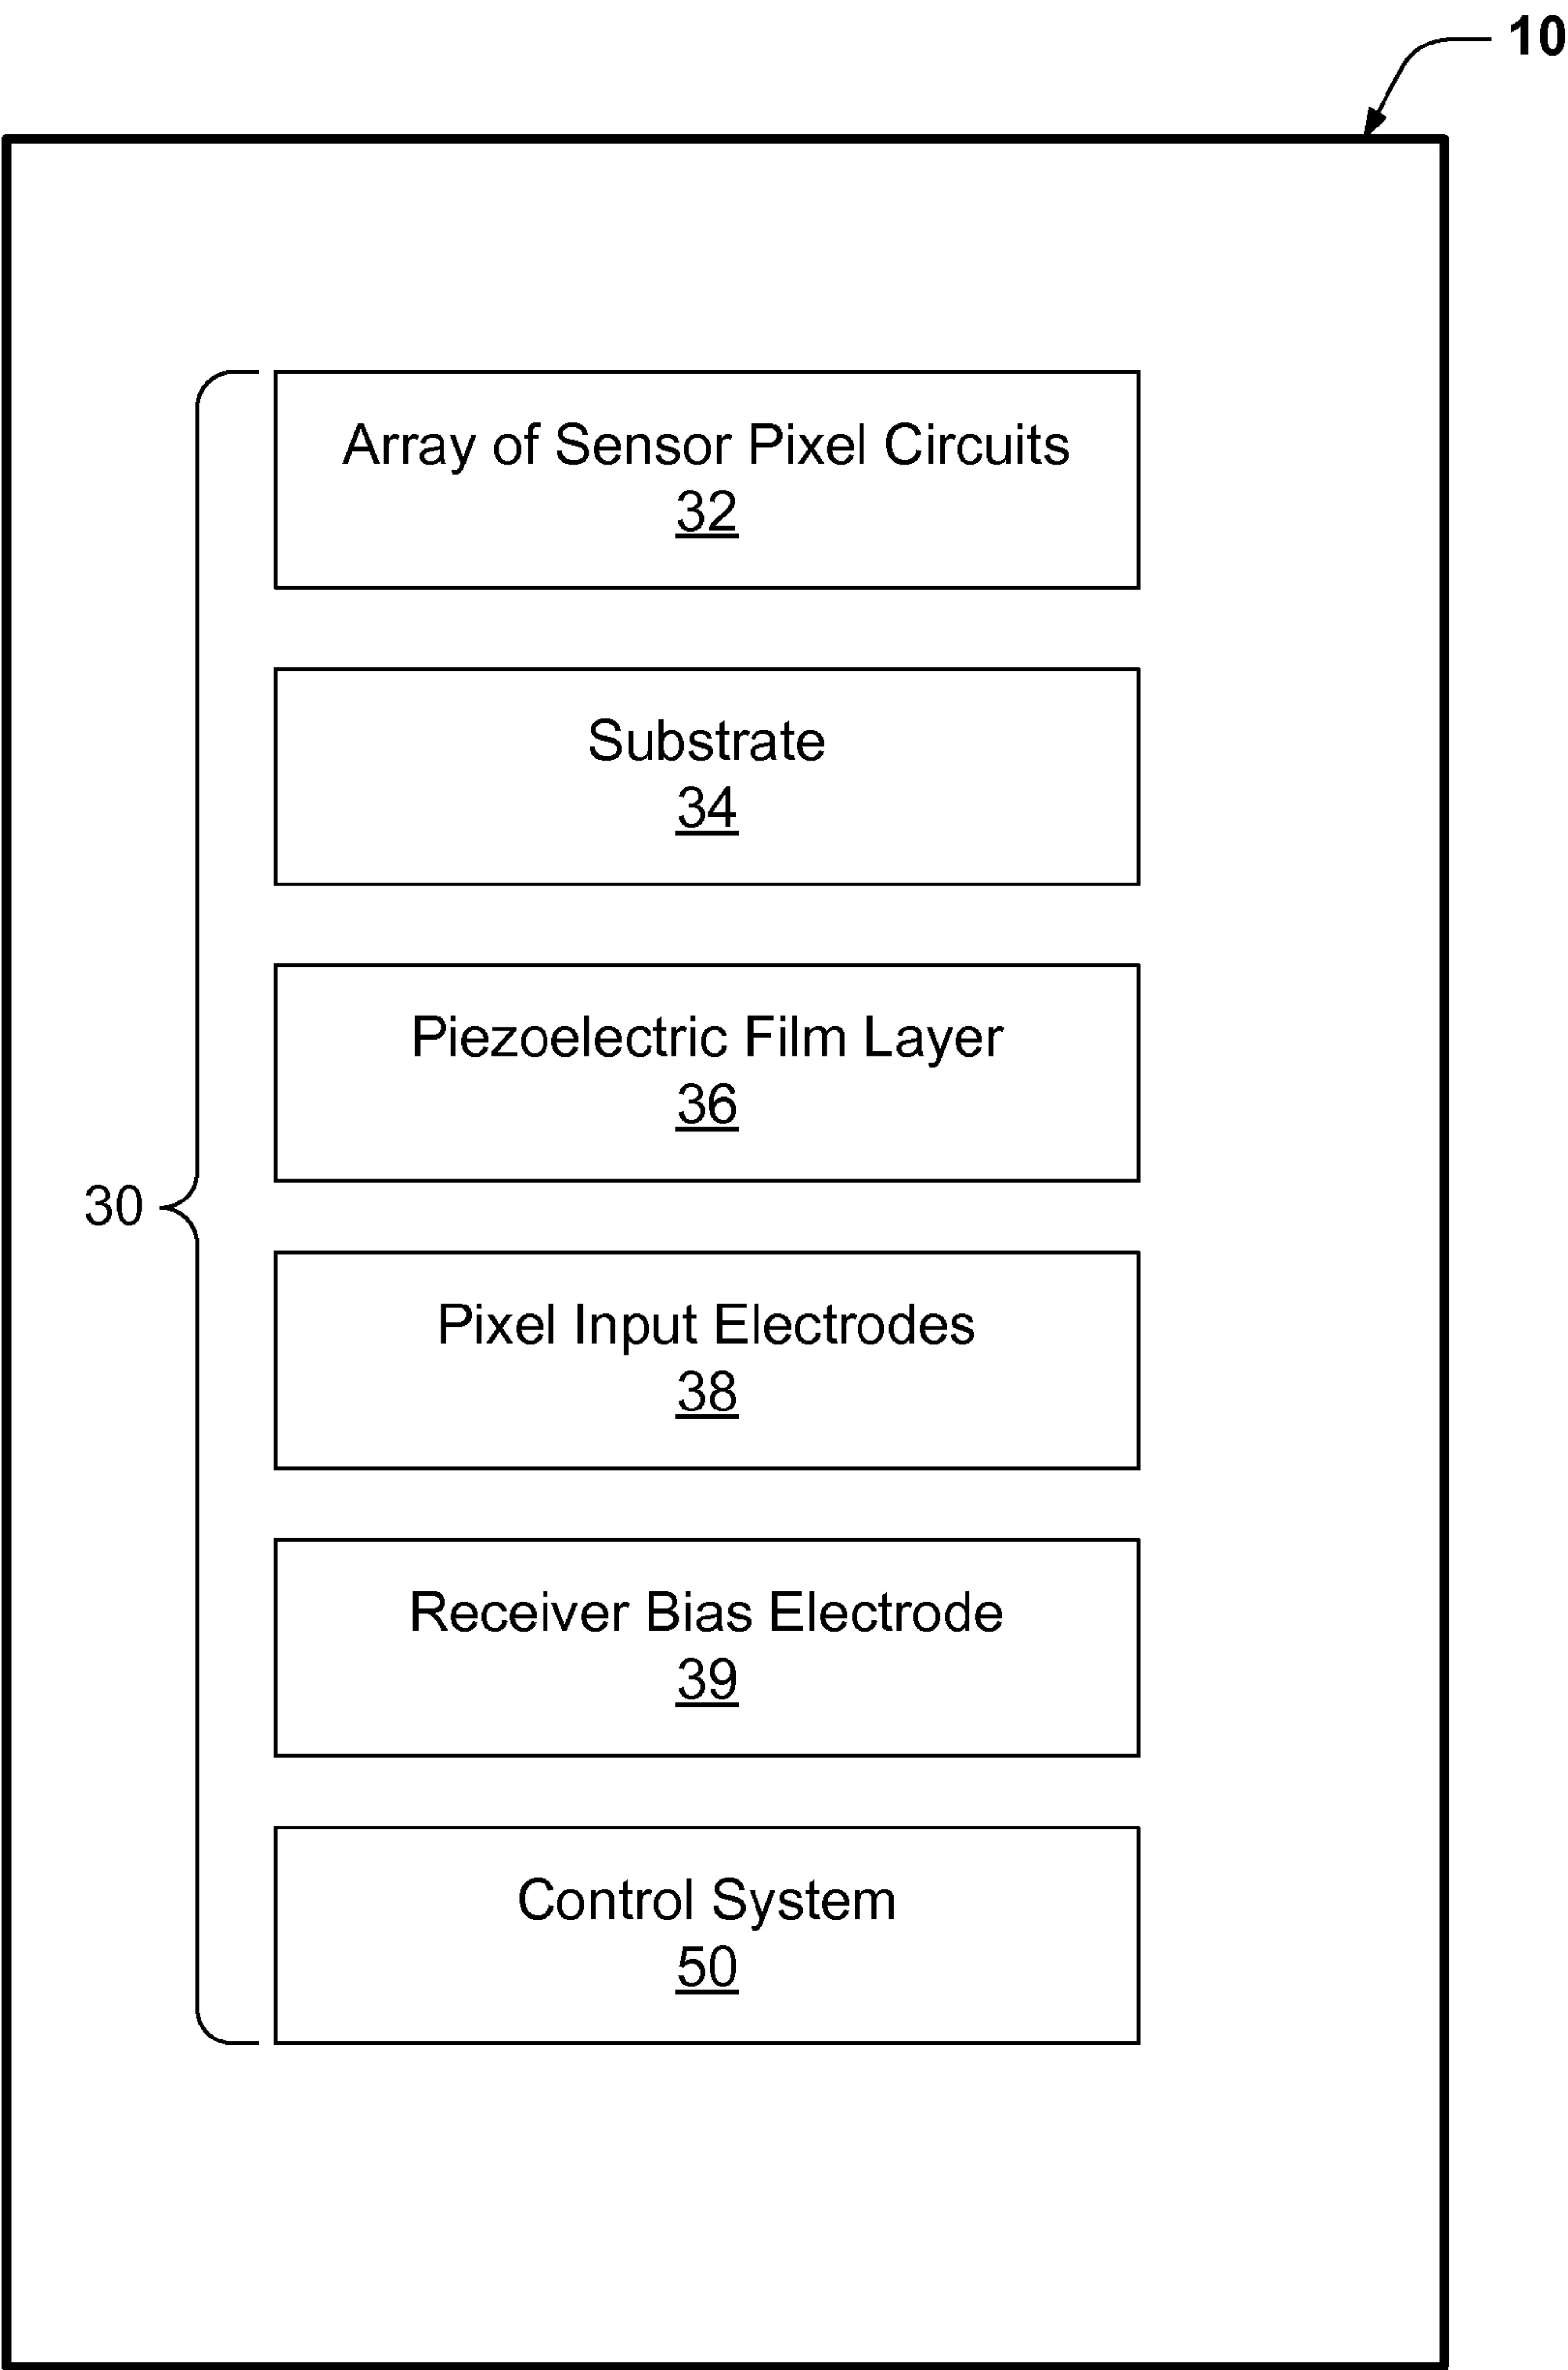 10
Array of Sensor Pixel Circuits
32
Substrate
34
Piezoelectric Film Layer
36
30
Pixel Input Electrodes
38
Receiver Bias Electrode
39
Control System
50